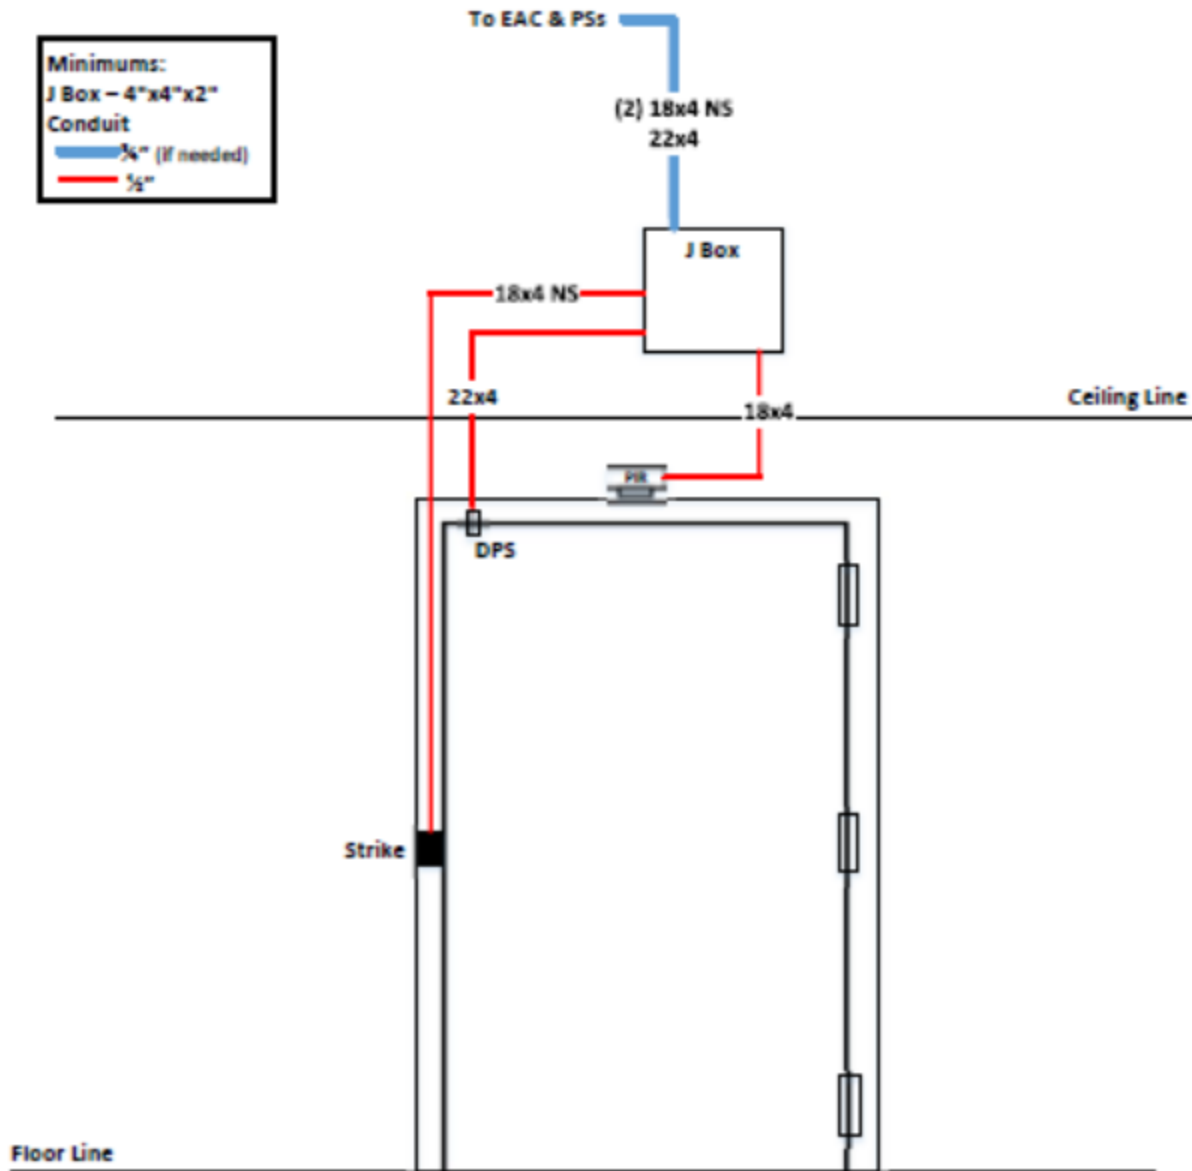 To EAC & PSs
Minimums:
J Box – 4"x4"x2"
Conduit
¾" (if needed)
½"
(2) 18x4 NS
22x4
J Box
18x4 NS
22x4
Ceiling Line
18x4
PIR
DPS
Strike
Floor Line